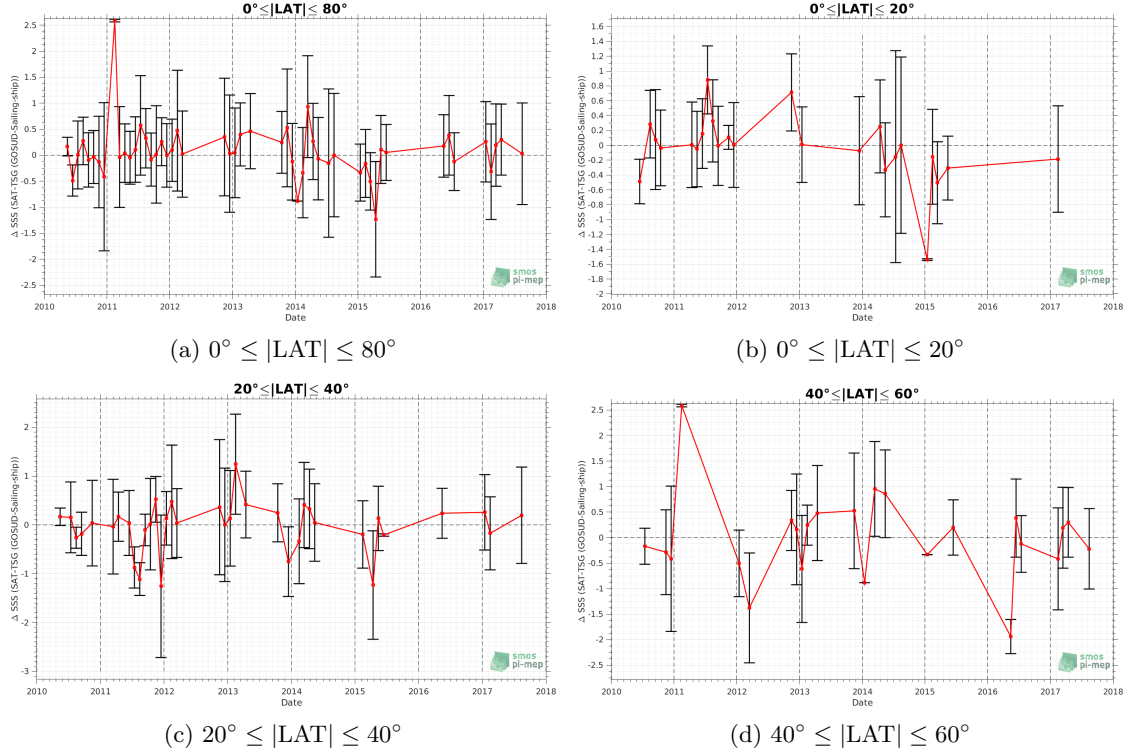 0°≤|LAT|≤ 80°
Δ SSS (SAT-TSG (GOSUD-Sailing-ship))
2.5
2
1.5
1
0.5
0
-0.5
-1
-1.5
-2
-2.5
2010 2011 2012 2013 2014 2015 2016 2017 2018
Date
smos
pi-mep
(a) 0° ≤ |LAT| ≤ 80°
0°≤|LAT|≤ 20°
Δ SSS (SAT-TSG (GOSUD-Sailing-ship))
1.6
1.4
1.2
1
0.8
0.6
0.4
0.2
0
-0.2
-0.4
-0.6
-0.8
-1
-1.2
-1.4
-1.6
-1.8
-2
2010 2011 2012 2013 2014 2015 2016 2017 2018
Date
smos
pi-mep
(b) 0° ≤ |LAT| ≤ 20°
20°≤|LAT|≤ 40°
Δ SSS (SAT-TSG (GOSUD-Sailing-ship))
2
1
0
-1
-2
-3
2010 2011 2012 2013 2014 2015 2016 2017 2018
Date
smos
pi-mep
(c) 20° ≤ |LAT| ≤ 40°
40°≤|LAT|≤ 60°
Δ SSS (SAT-TSG (GOSUD-Sailing-ship))
2.5
2
1.5
1
0.5
0
-0.5
-1
-1.5
-2
-2.5
2010 2011 2012 2013 2014 2015 2016 2017 2018
Date
smos
pi-mep
(d) 40° ≤ |LAT| ≤ 60°